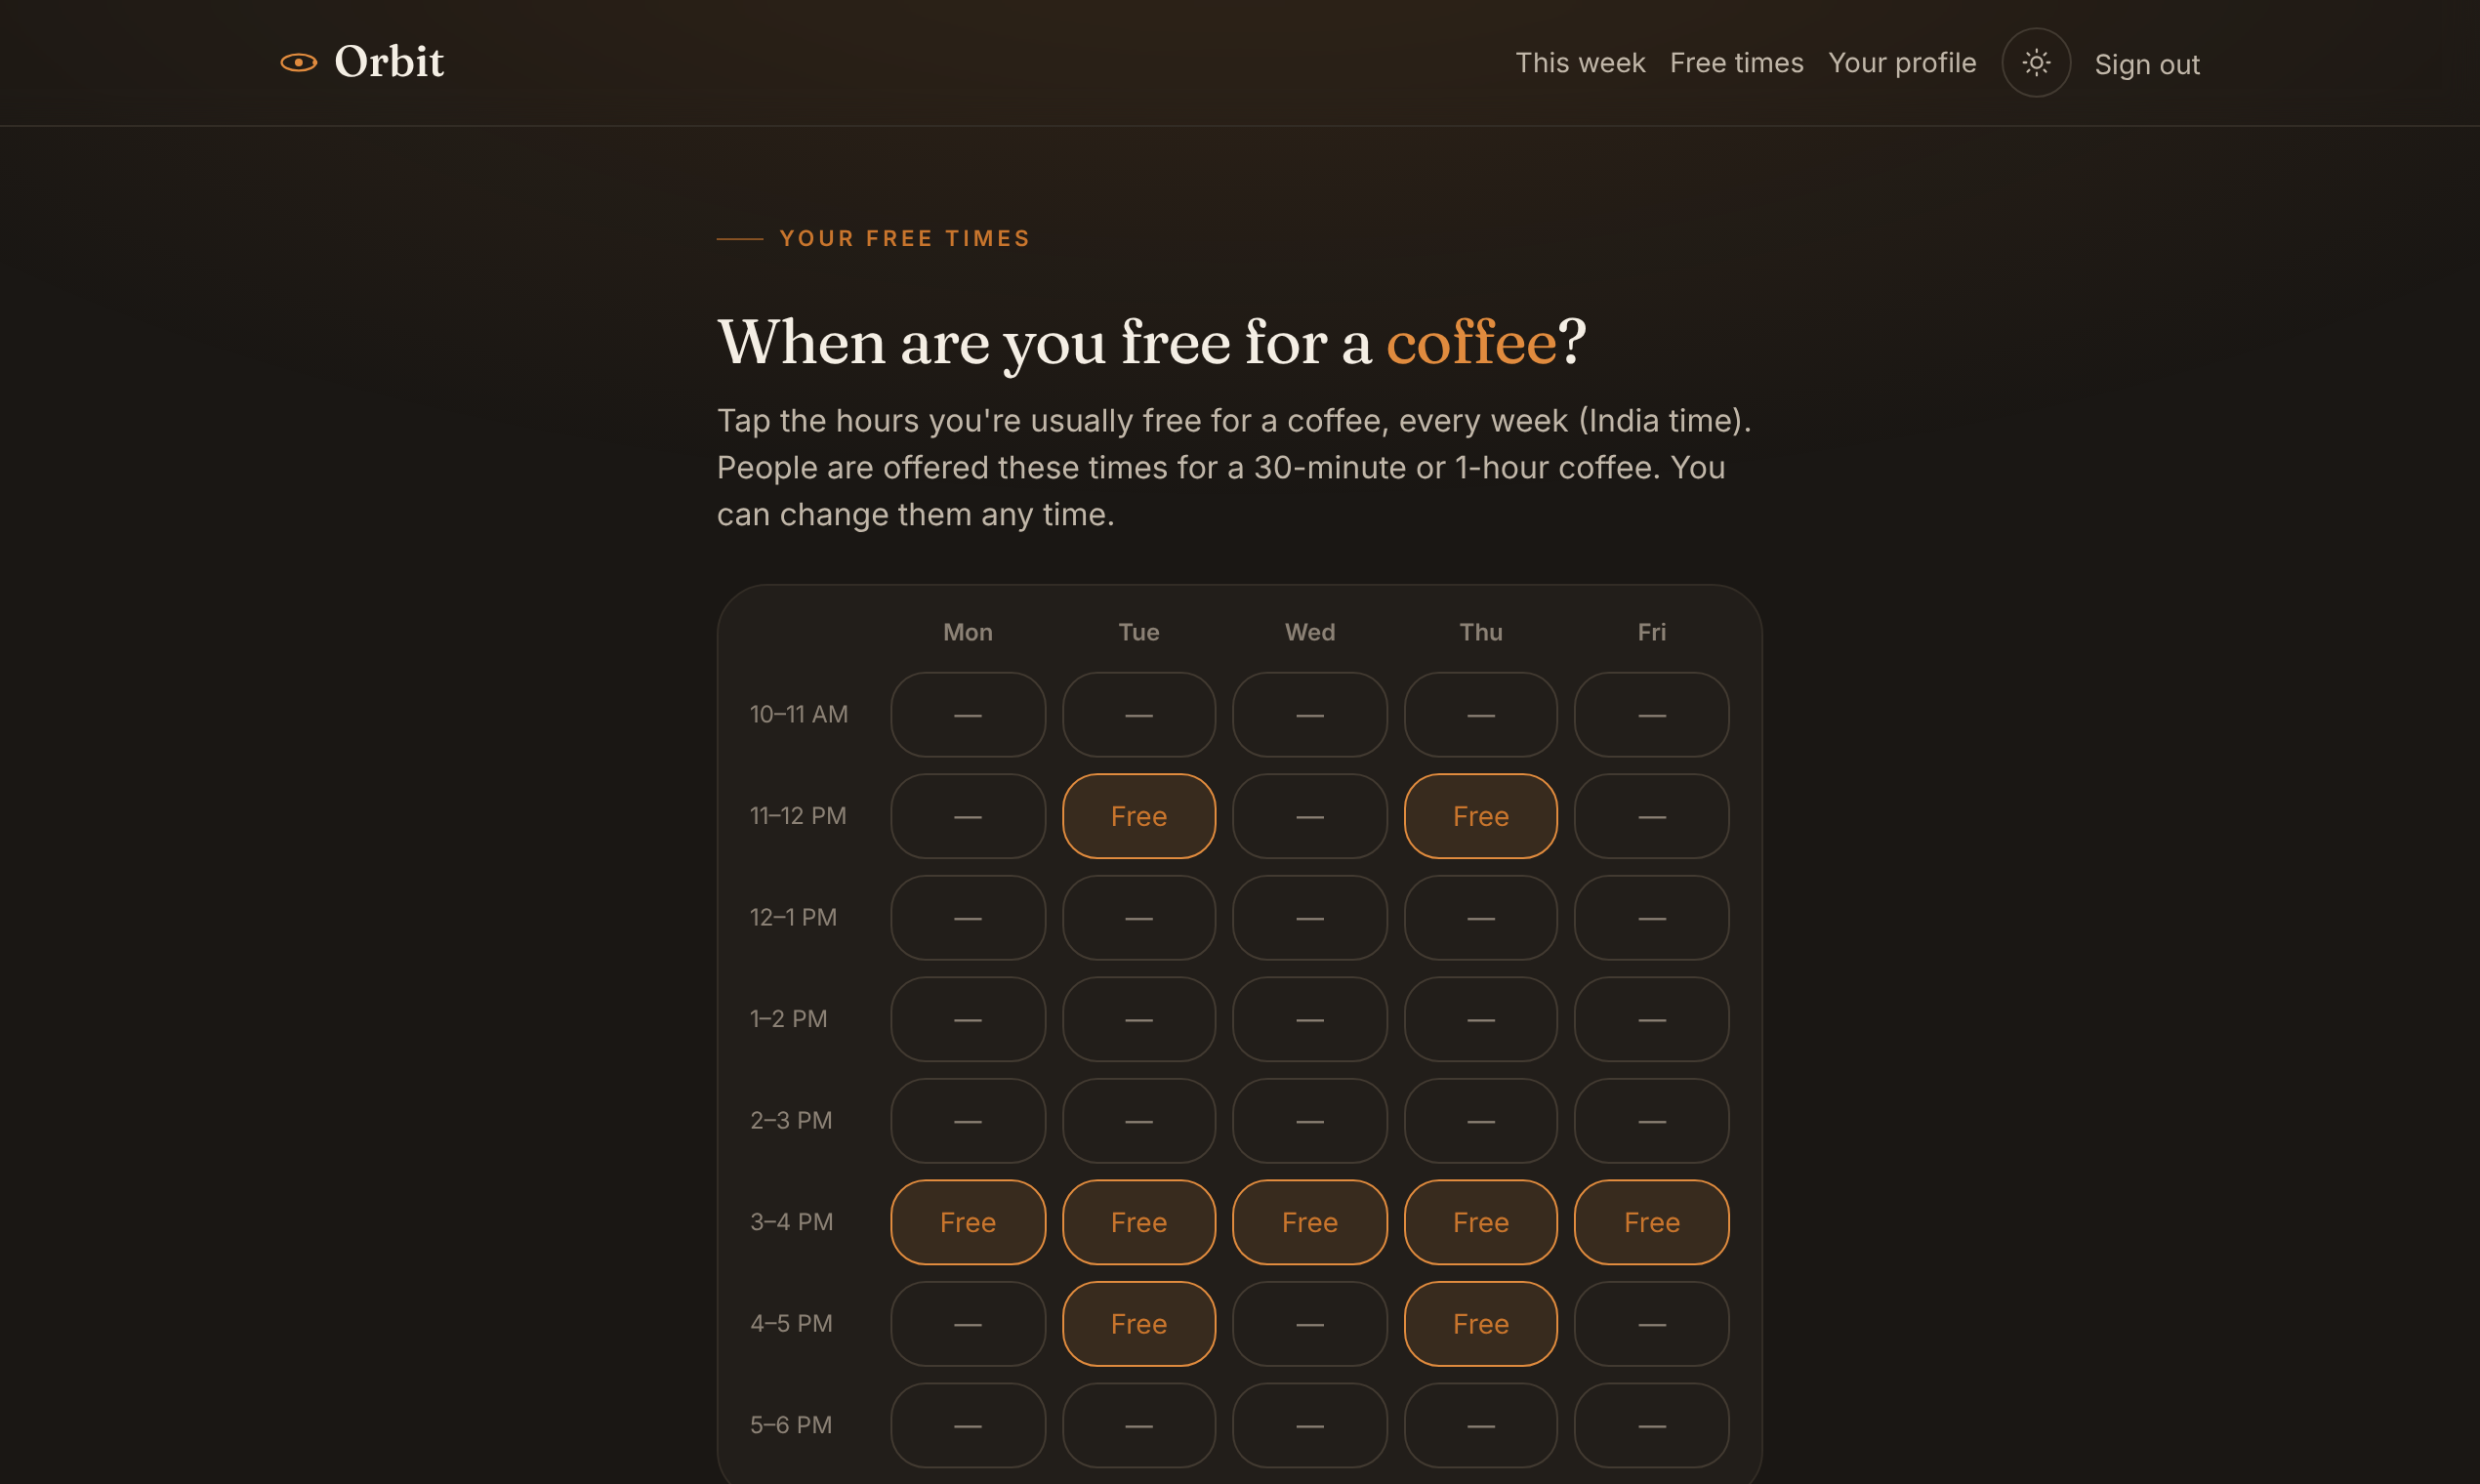 Orbit
This week Free times Your profile Sign out
YOUR FREE TIMES
When are you free for a coffee?
Tap the hours you're usually free for a coffee, every week (India time).
People are offered these times for a 30-minute or 1-hour coffee. You
can change them any time.
Mon Tue Wed Thu Fri
10–11 AM — — — — —
11–12 PM — Free — Free —
12–1 PM — — — — —
1–2 PM — — — — —
2–3 PM — — — — —
3–4 PM Free Free Free Free Free
4–5 PM — Free — Free —
5–6 PM — — — — —